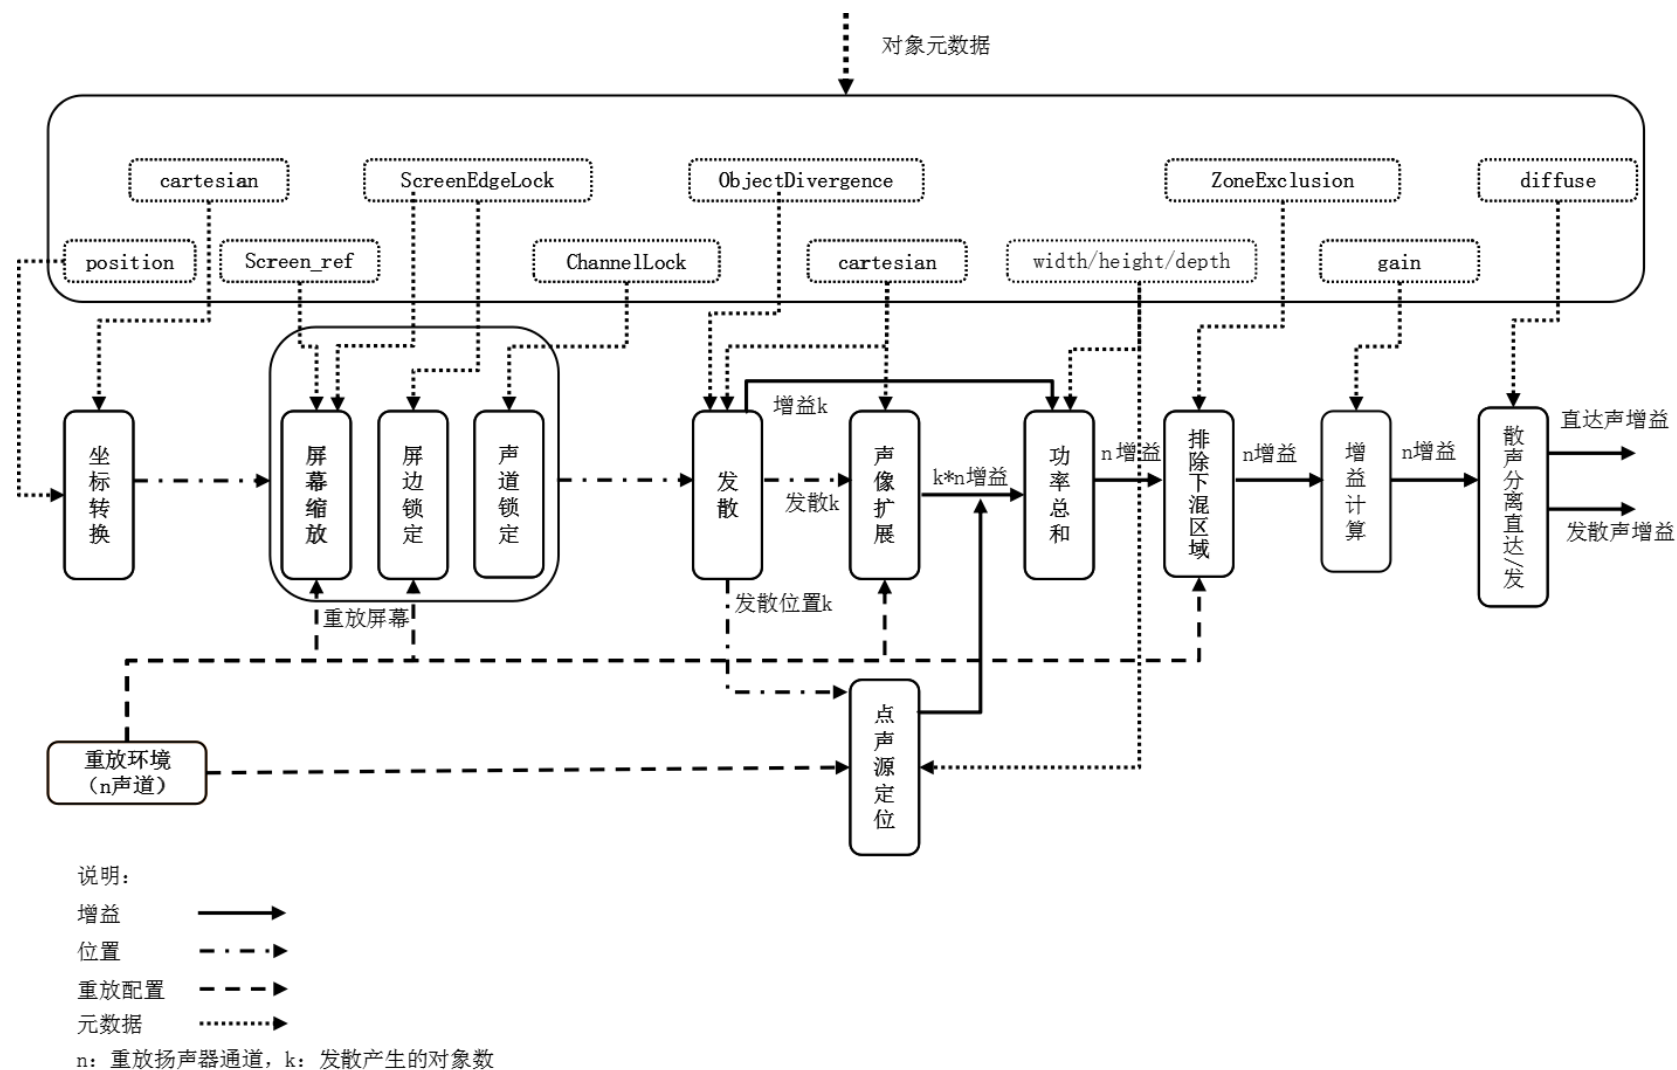 对象元数据
cartesian
ScreenEdgeLock
ObjectDivergence
ZoneExclusion
diffuse
position
Screen_ref
ChannelLock
cartesian
width/height/depth
gain
坐标转换
屏幕缩放
屏边锁定
声道锁定
发散
增益k
发散k
声像扩展
k*n增益
功率总和
n增益
排除下混区域
n增益
增益计算
n增益
散声分离直达/发
直达声增益
发散声增益
重放屏幕
发散位置k
点声源定位
重放环境
（n声道）
说明：
增益
位置
重放配置
元数据
n：重放扬声器通道，k：发散产生的对象数